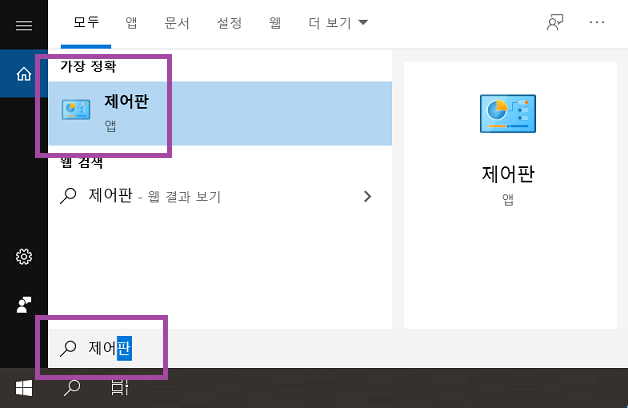 모두 앱 문서 설정 웹 더 보기
가장 정확
제어판
앱
웹 검색
제어판 - 웹 결과 보기
제어판
앱
제어판